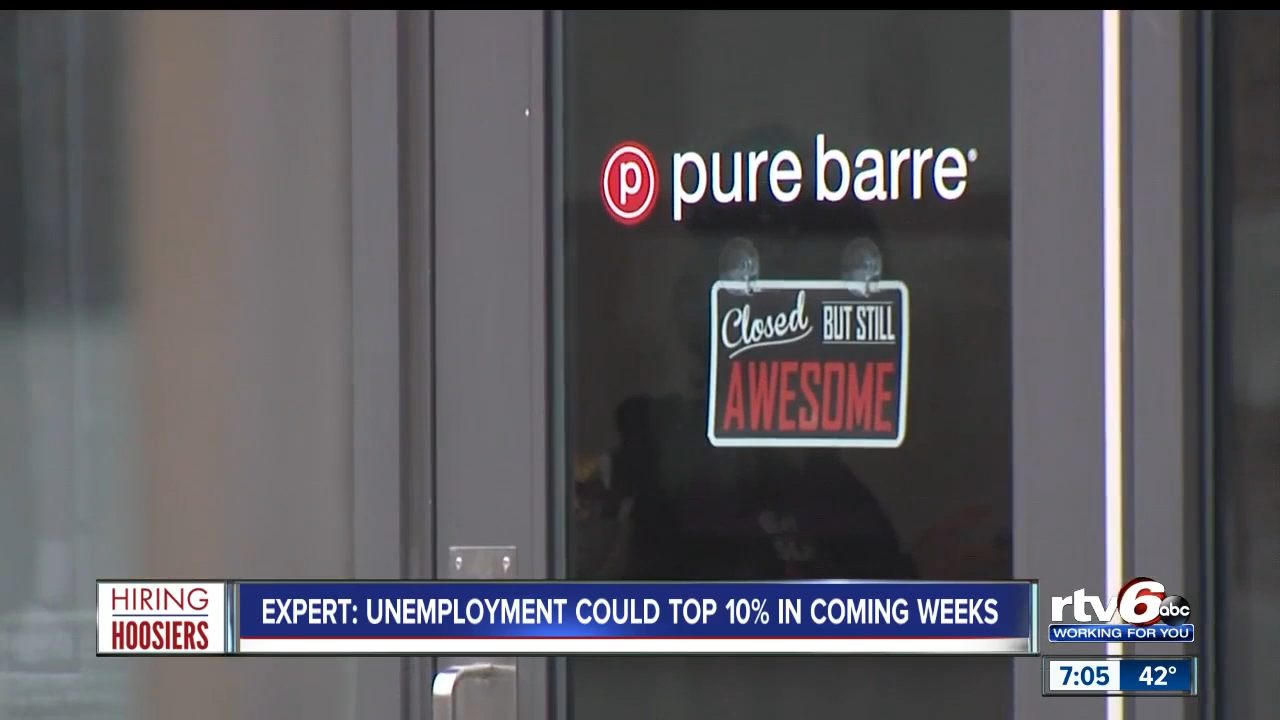 p pure barre®
Closed BUT STILL
AWESOME
HIRING
HOOSIERS
EXPERT: UNEMPLOYMENT COULD TOP 10% IN COMING WEEKS
rtv6 abc
WORKING FOR YOU
7:05 42°